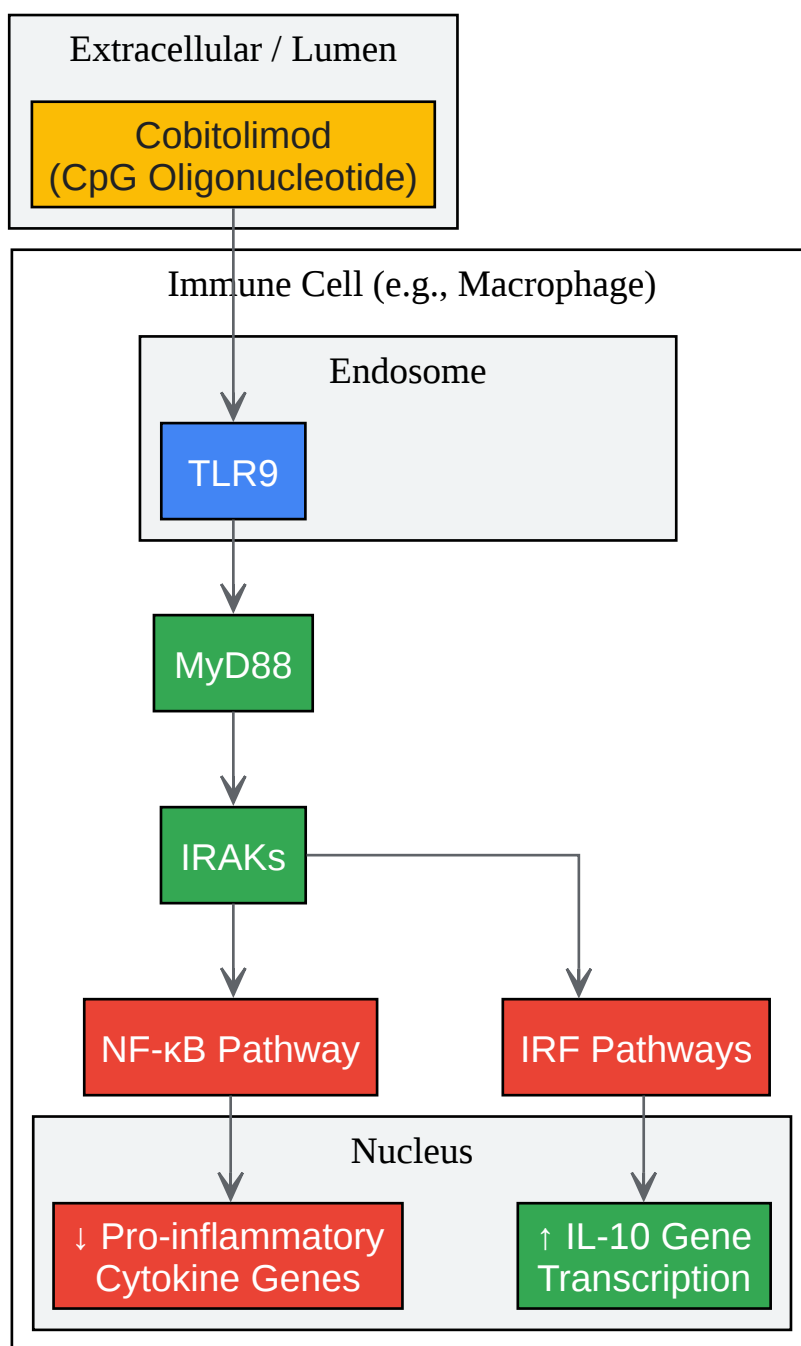 Extracellular / Lumen
Cobitolimod
(CpG Oligonucleotide)
Immune Cell (e.g., Macrophage)
Endosome
TLR9
MyD88
IRAKs
NF-κB Pathway
IRF Pathways
Nucleus
↓ Pro-inflammatory
Cytokine Genes
↑ IL-10 Gene
Transcription